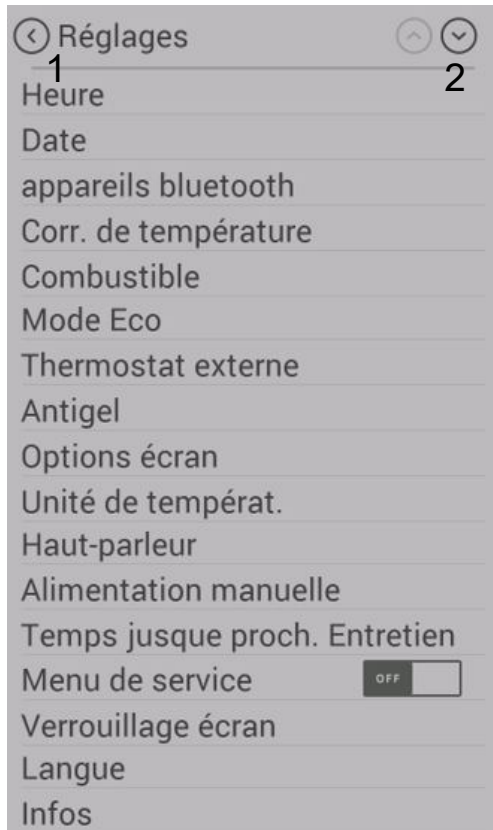 Réglages
1
2
Heure
Date
appareils bluetooth
Corr. de température
Combustible
Mode Eco
Thermostat externe
Antigel
Options écran
Unité de températ.
Haut-parleur
Alimentation manuelle
Temps jusque proch. Entretien
Menu de service OFF
Verrouillage écran
Langue
Infos